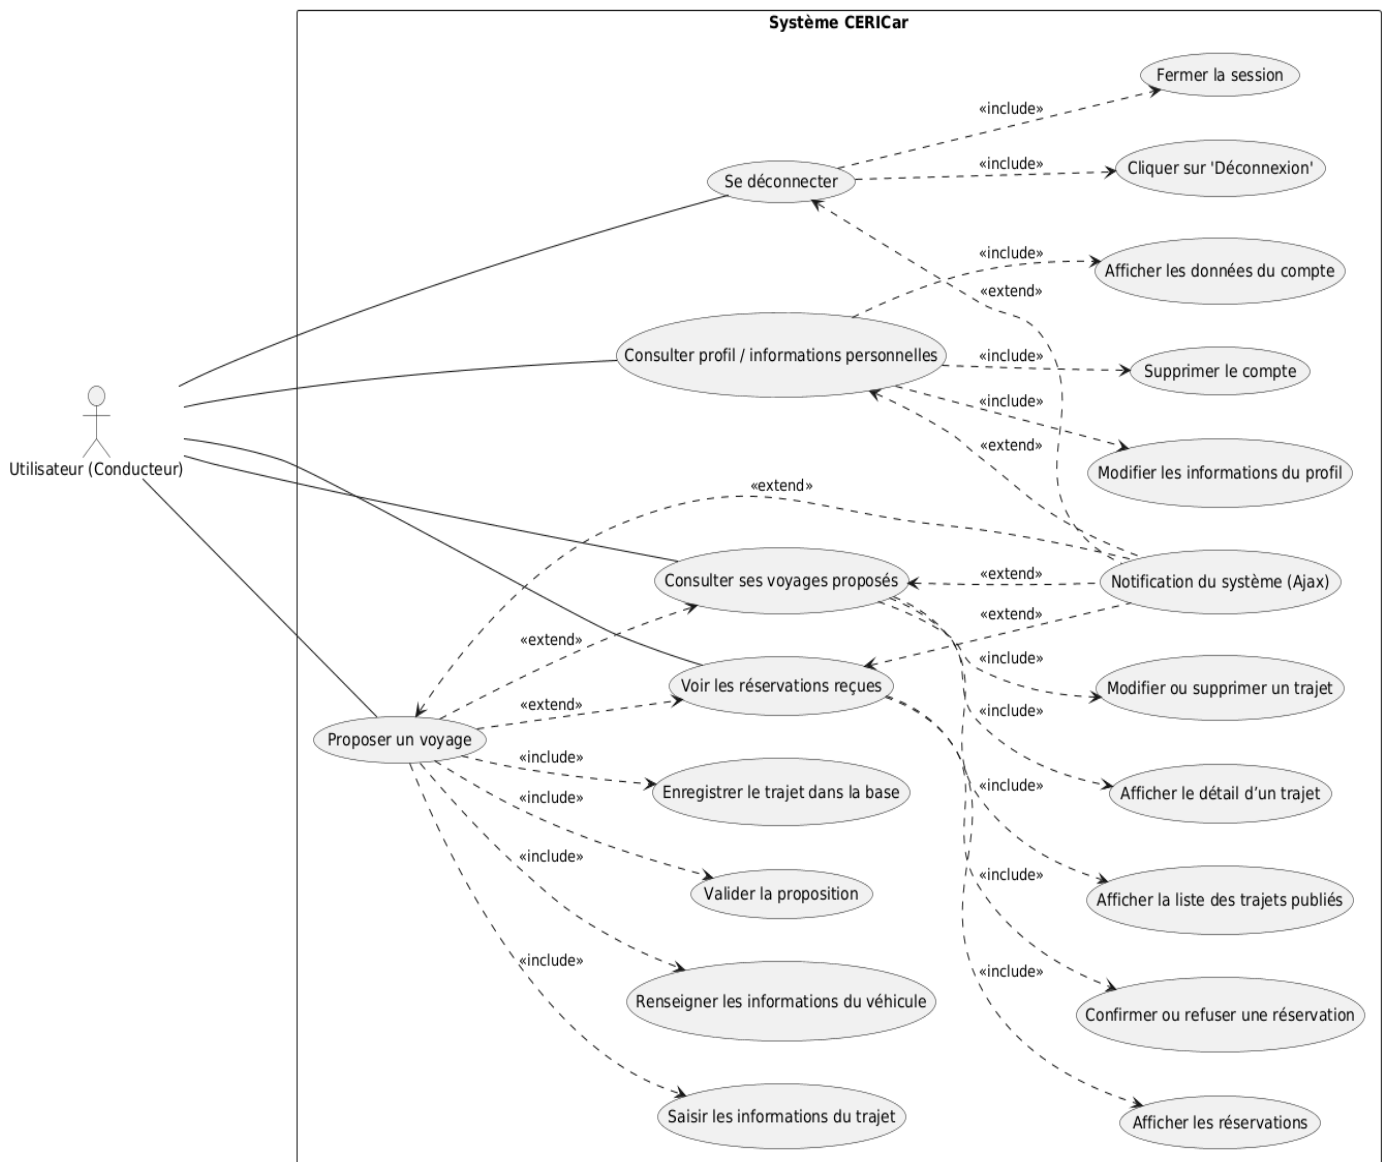 Système CERICar
Fermer la session
«include»
Cliquer sur 'Déconnexion'
«include»
Se déconnecter
«include»
Afficher les données du compte
«extend»
Consulter profil / informations personnelles
«include»
Supprimer le compte
«include»
Utilisateur (Conducteur)
«extend»
Modifier les informations du profil
«extend»
Consulter ses voyages proposés
«extend»
Notification du système (Ajax)
«extend»
«extend»
«include»
Voir les réservations reçues
Modifier ou supprimer un trajet
«extend»
«include»
Proposer un voyage
«include»
«include»
Enregistrer le trajet dans la base
Afficher le détail d’un trajet
«include»
«include»
«include»
Valider la proposition
Afficher la liste des trajets publiés
«include»
«include»
Renseigner les informations du véhicule
Confirmer ou refuser une réservation
Saisir les informations du trajet
Afficher les réservations